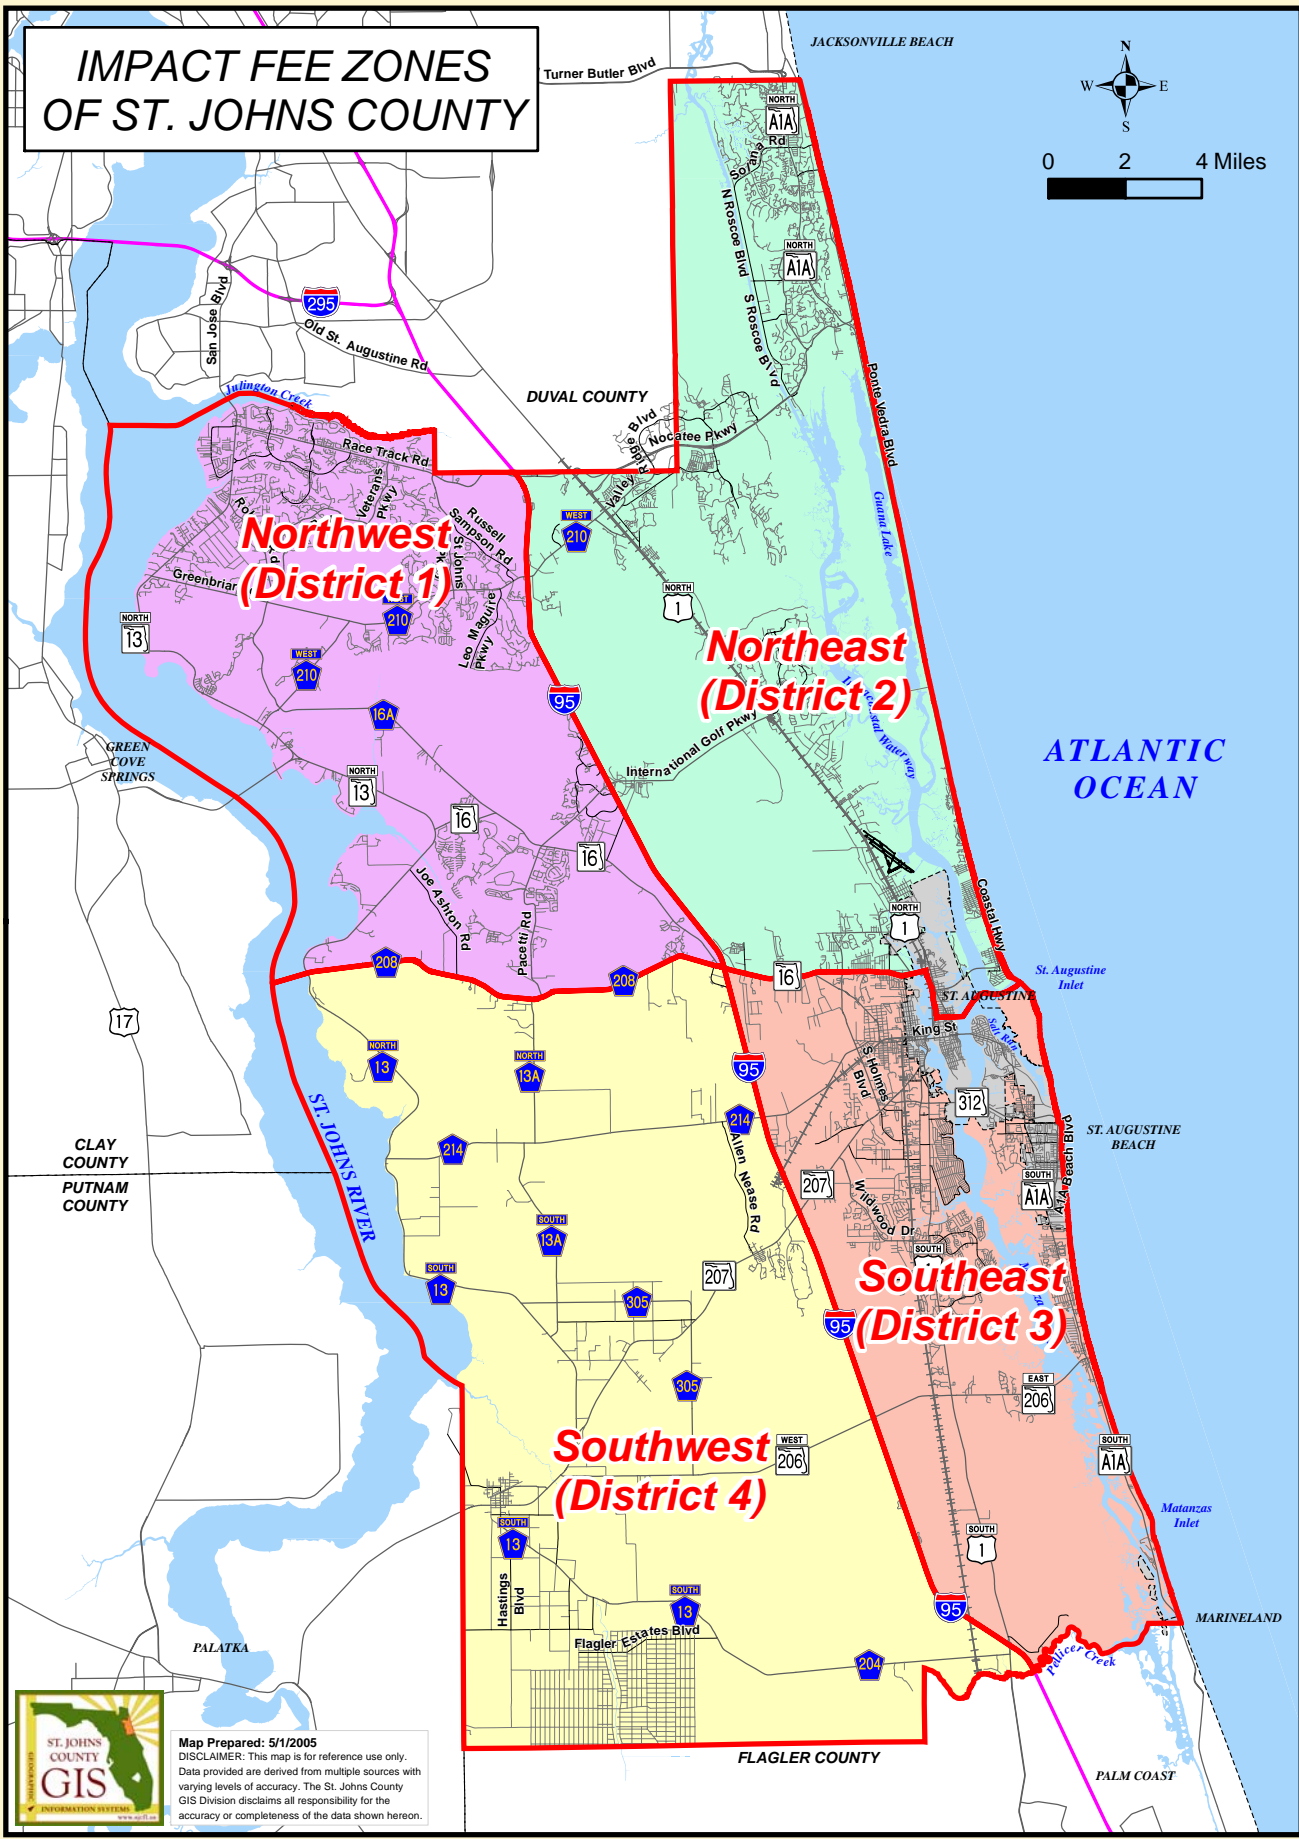 IMPACT FEE ZONES
OF ST. JOHNS COUNTY
Turner Butler Blvd
JACKSONVILLE BEACH
N
W
E
S
0 2 4 Miles
NORTH
A1A
Solana Rd
N Roscoe Blvd
NORTH
A1A
S Roscoe Blvd
295
San Jose Blvd
Old St. Augustine Rd
Julington Creek
DUVAL COUNTY
Ponte Vedra Blvd
Nocatee Pkwy
Valley Ridge Blvd
Race Track Rd
Veterans
Pkwy
Russell
Sampson Rd
St Johns
Guana Lake
WEST
210
Northwest
(District 1)
Greenbriar
WEST
210
NORTH
13
Leo Maguire
Pkwy
NORTH
1
WEST
210
Northeast
(District 2)
95
16A
Intracoastal Waterway
International Golf Pkwy
GREEN
COVE
SPRINGS
ATLANTIC
OCEAN
NORTH
13
16
16
Joe Ashton Rd
Pacetti Rd
Coastal Hwy
NORTH
1
208
208
16
St. Augustine
Inlet
ST. AUGUSTINE
17
King St
Salt Run
NORTH
13
NORTH
13A
95
S Holmes
Blvd
312
ST. JOHNS RIVER
214
214
Allen Nease Rd
A1A Beach Blvd
ST. AUGUSTINE
BEACH
CLAY
COUNTY
PUTNAM
COUNTY
207
Wildwood Dr
SOUTH
A1A
SOUTH
13A
SOUTH
1
SOUTH
13
207
305
Southeast
(District 3)
95
305
EAST
206
Southwest
(District 4)
WEST
206
SOUTH
A1A
Matanzas
Inlet
SOUTH
13
SOUTH
1
Hastings
Blvd
SOUTH
13
95
MARINELAND
Flagler Estates Blvd
PALATKA
204
Pellicer Creek
FLAGLER COUNTY
PALM COAST
ST. JOHNS
COUNTY
GIS
GEOGRAPHIC
INFORMATION SYSTEMS
Map Prepared: 5/1/2005
DISCLAIMER: This map is for reference use only.
Data provided are derived from multiple sources with
varying levels of accuracy. The St. Johns County
GIS Division disclaims all responsibility for the
accuracy or completeness of the data shown hereon.